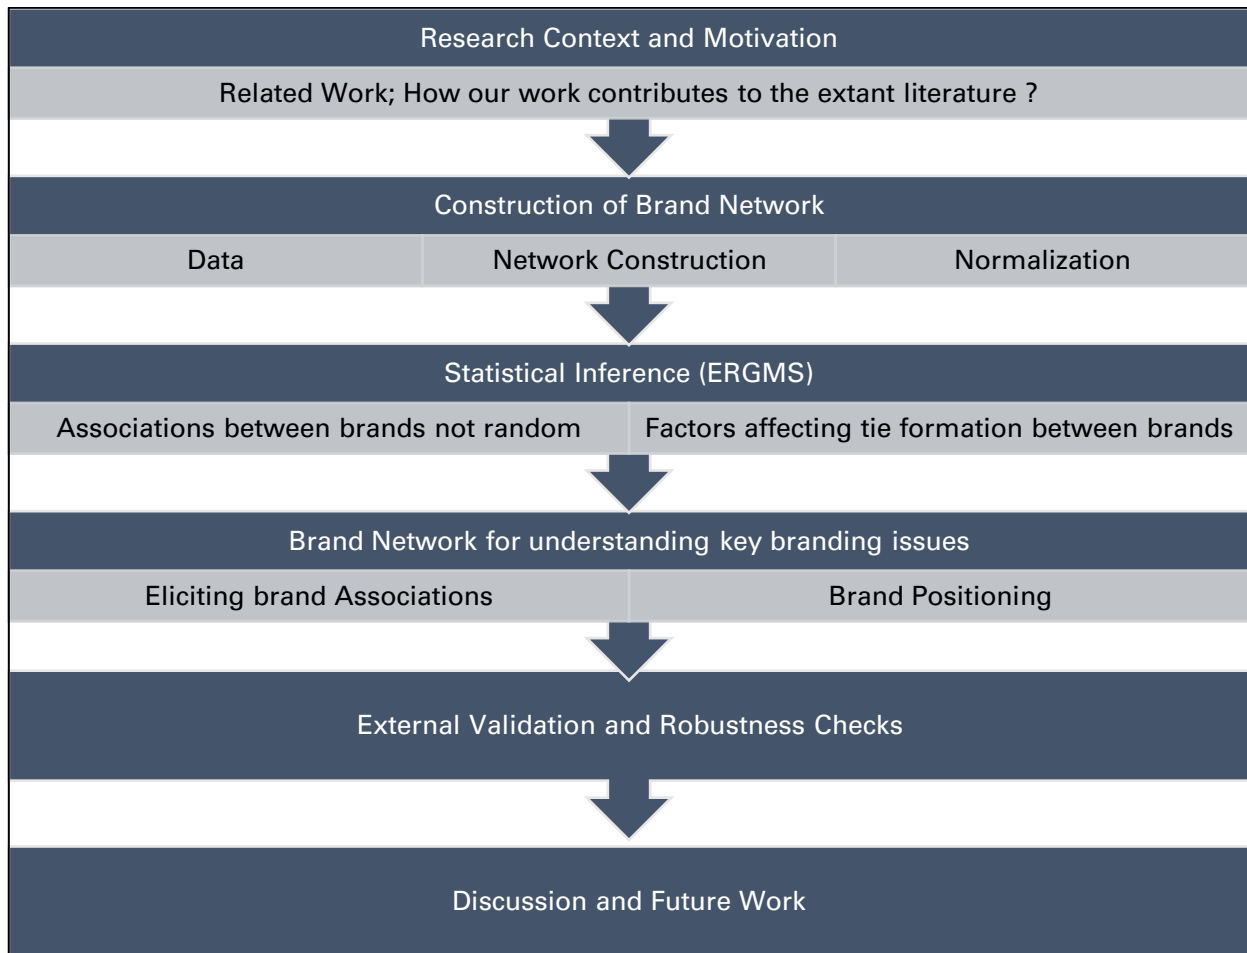 Research Context and Motivation
Related Work; How our work contributes to the extant literature ?
Construction of Brand Network
Data
Network Construction
Normalization
Statistical Inference (ERGMS)
Associations between brands not random
Factors affecting tie formation between brands
Brand Network for understanding key branding issues
Eliciting brand Associations
Brand Positioning
External Validation and Robustness Checks
Discussion and Future Work